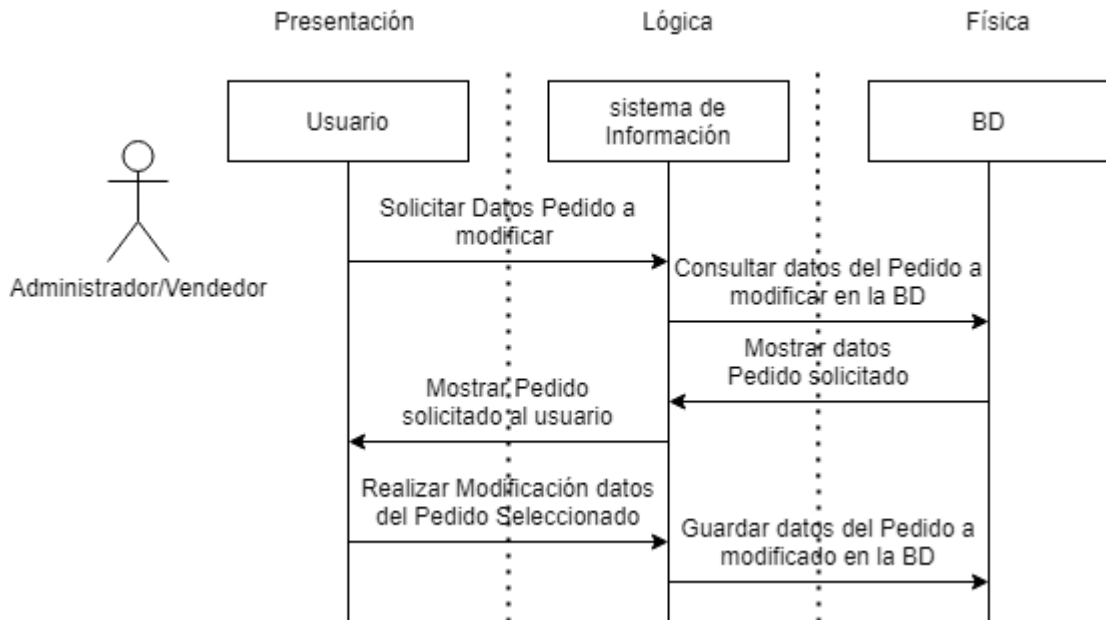 Presentación
Lógica
Física
Usuario
sistema de
Información
BD
Administrador/Vendedor
Solicitar Datos Pedido a
modificar
Consultar datos del Pedido a
modificar en la BD
Mostrar datos
Pedido solicitado
Mostrar Pedido
solicitado al usuario
Realizar Modificación datos
del Pedido Seleccionado
Guardar datos del Pedido a
modificado en la BD